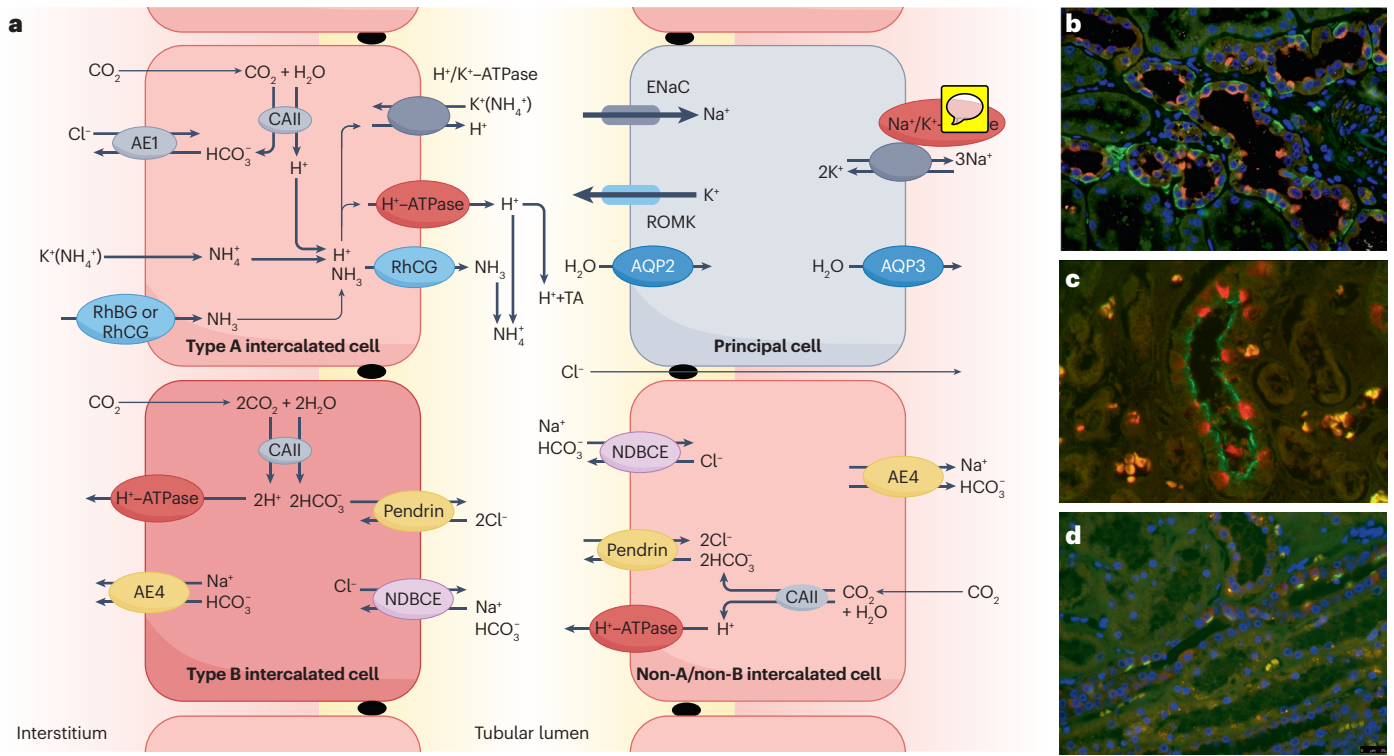 a
CO₂
CO₂ + H₂O
CAII
Cl⁻
AE1
HCO₃⁻
H⁺
H⁺/K⁺–ATPase
K⁺(NH₄⁺)
H⁺
H⁺–ATPase
H⁺
K⁺(NH₄⁺)
NH₄⁺
H⁺
NH₃
RhCG
NH₃
H⁺+TA
RhBG or
RhCG
NH₃
NH₄⁺
Type A intercalated cell
ENaC
Na⁺
Na⁺/K⁺-
2K⁺
3Na⁺
K⁺
ROMK
H₂O
AQP2
H₂O
AQP3
Principal cell
Cl⁻
CO₂
2CO₂ + 2H₂O
CAII
H⁺–ATPase
2H⁺
2HCO₃⁻
Pendrin
2Cl⁻
AE4
Na⁺
HCO₃⁻
Cl⁻
NDBCE
Na⁺
HCO₃⁻
Type B intercalated cell
Na⁺
HCO₃⁻
NDBCE
Cl⁻
AE4
Na⁺
HCO₃⁻
Pendrin
2Cl⁻
2HCO₃⁻
CAII
CO₂
+ H₂O
CO₂
H⁺–ATPase
H⁺
Non-A/non-B intercalated cell
Interstitium
Tubular lumen
b
c
d